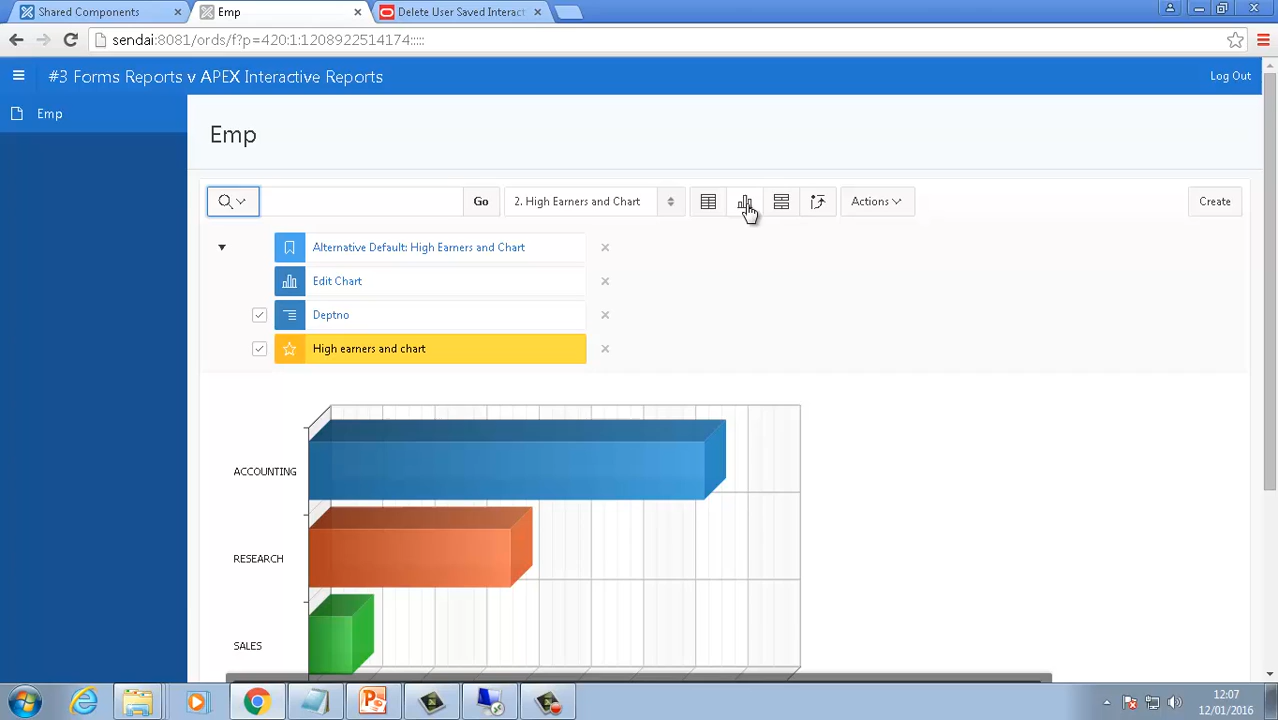 Shared Components
Emp
Delete User Saved Interact
sendai:8081/ords/f?p=420:1:1208922514174:::::
#3 Forms Reports v APEX Interactive Reports
Log Out
Emp
Emp
Go
2. High Earners and Chart
Actions
Create
Alternative Default: High Earners and Chart
Edit Chart
Deptno
High earners and chart
ACCOUNTING
RESEARCH
SALES
12:07
12/01/2016